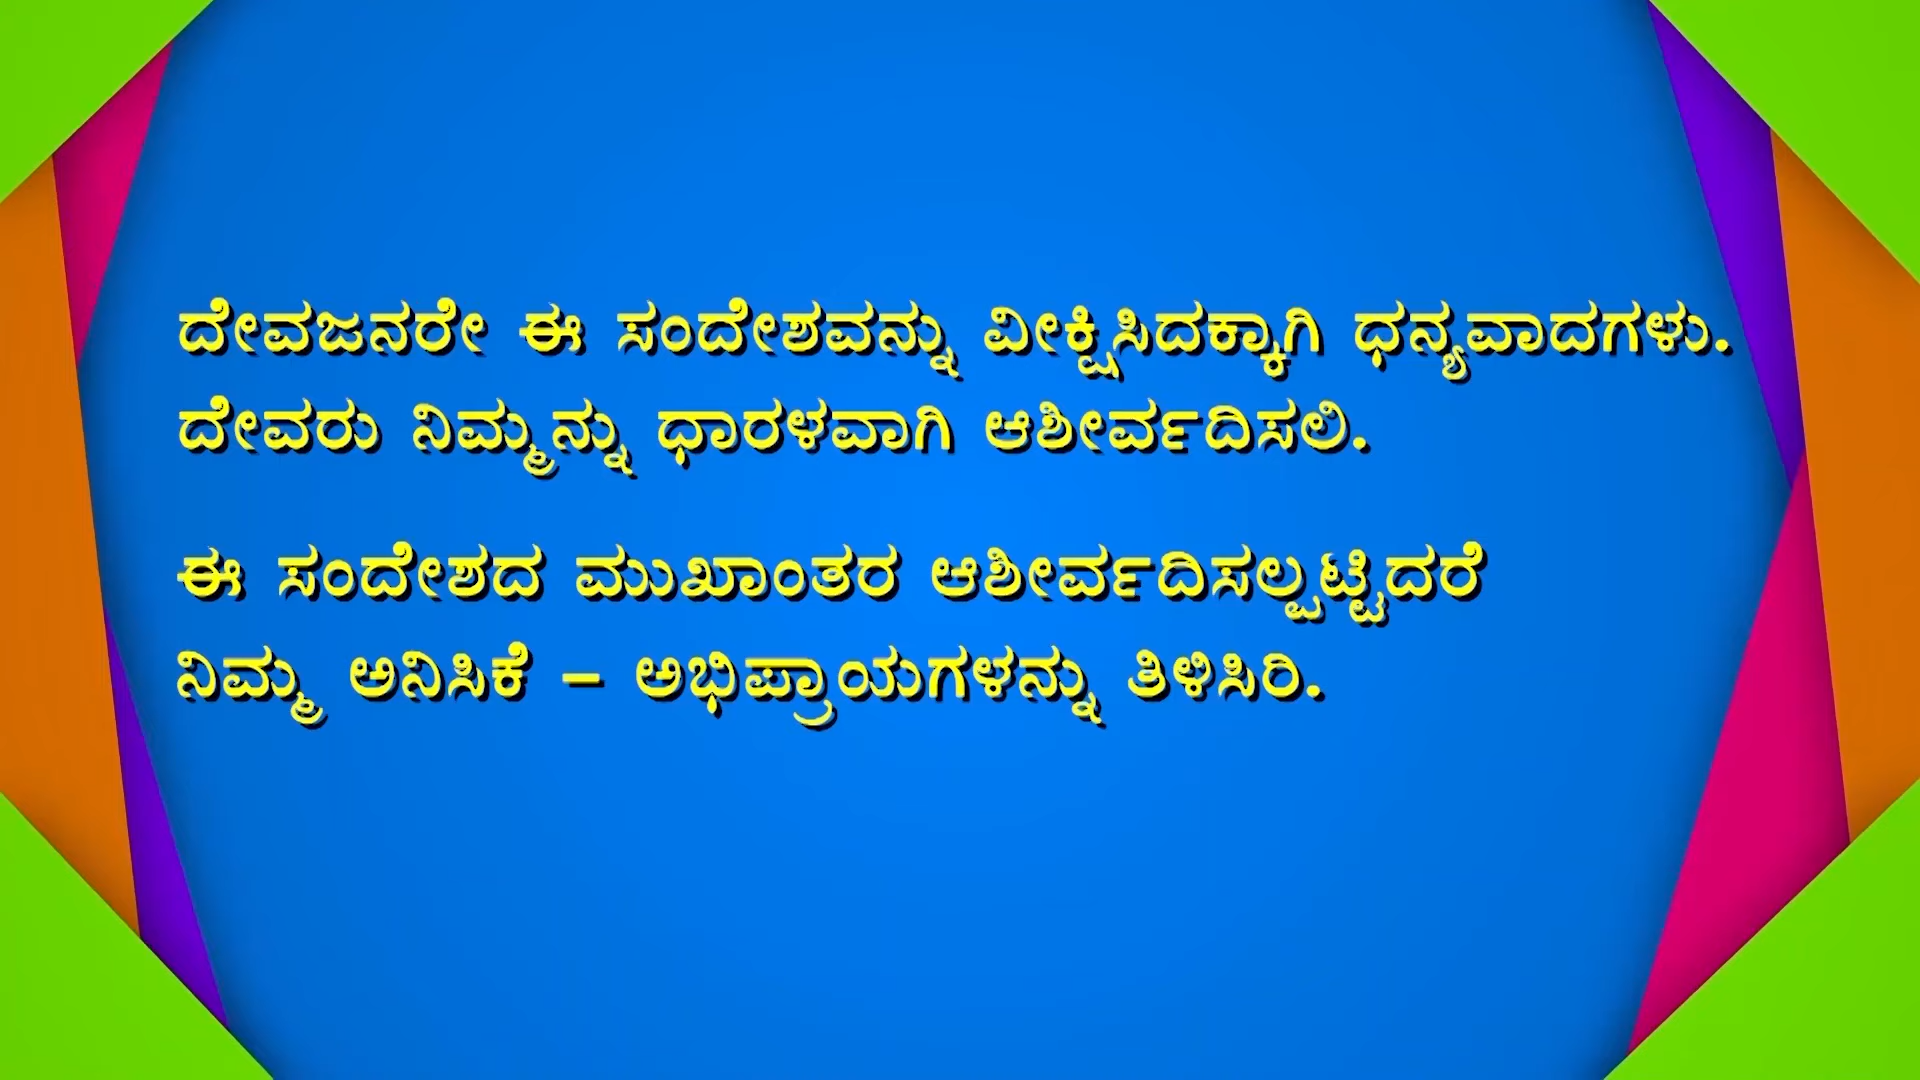 ದೇವಜನರೇ ಈ ಸಂದೇಶವನ್ನು ವೀಕ್ಷಿಸಿದಕ್ಕಾಗಿ ಧನ್ಯವಾದಗಳು.
ದೇವರು ನಿಮ್ಮನ್ನು ಧಾರಳವಾಗಿ ಆಶೀರ್ವದಿಸಲಿ.
ಈ ಸಂದೇಶದ ಮುಖಾಂತರ ಆಶೀರ್ವದಿಸಲ್ಪಟ್ಟಿದರೆ
ನಿಮ್ಮ ಅನಿಸಿಕೆ – ಅಭಿಪ್ರಾಯಗಳನ್ನು ತಿಳಿಸಿರಿ.